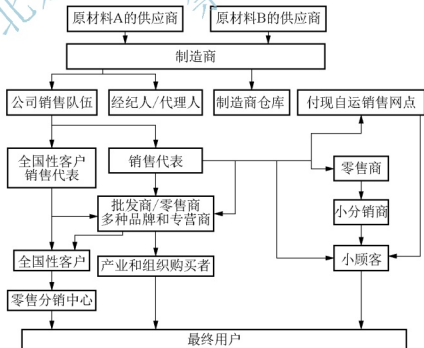 原材料A的供应商
原材料B的供应商
制造商
公司销售队伍
经纪人/代理人
制造商仓库
付现自运销售网点
全国性客户
销售代表
销售代表
零售商
批发商/零售商
多种品牌和专营商
小分销商
全国性客户
产业和组织购买者
小顾客
零售分销中心
最终用户